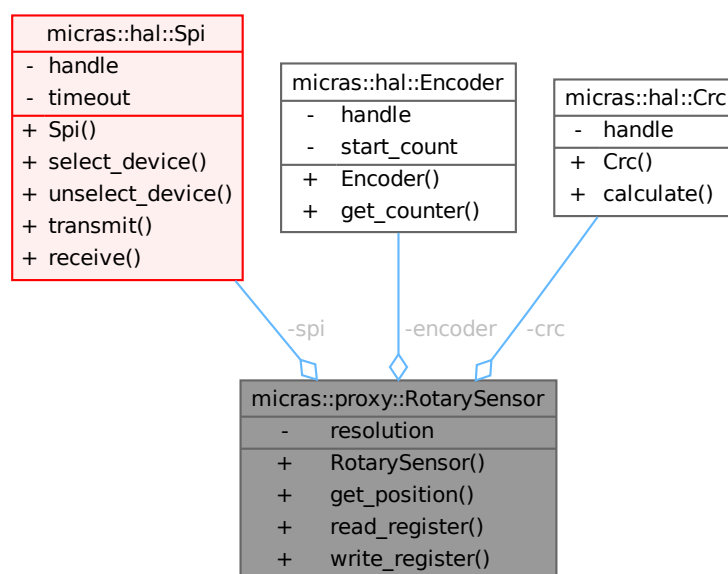 micras::hal::Spi
- handle
- timeout
+ Spi()
+ select_device()
+ unselect_device()
+ transmit()
+ receive()
micras::hal::Encoder
- handle
- start_count
+ Encoder()
+ get_counter()
micras::hal::Crc
- handle
+ Crc()
+ calculate()
-spi
-encoder
-crc
micras::proxy::RotarySensor
- resolution
+ RotarySensor()
+ get_position()
+ read_register()
+ write_register()